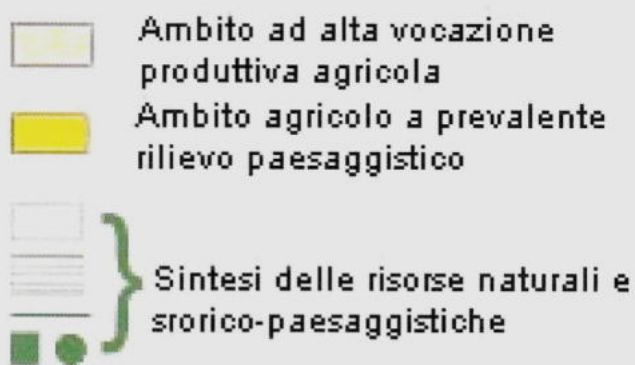 Ambito ad alta vocazione
produttiva agricola
Ambito agricolo a prevalente
rilievo paesaggistico
Sintesi delle risorse naturali e
srorico-paesaggistiche